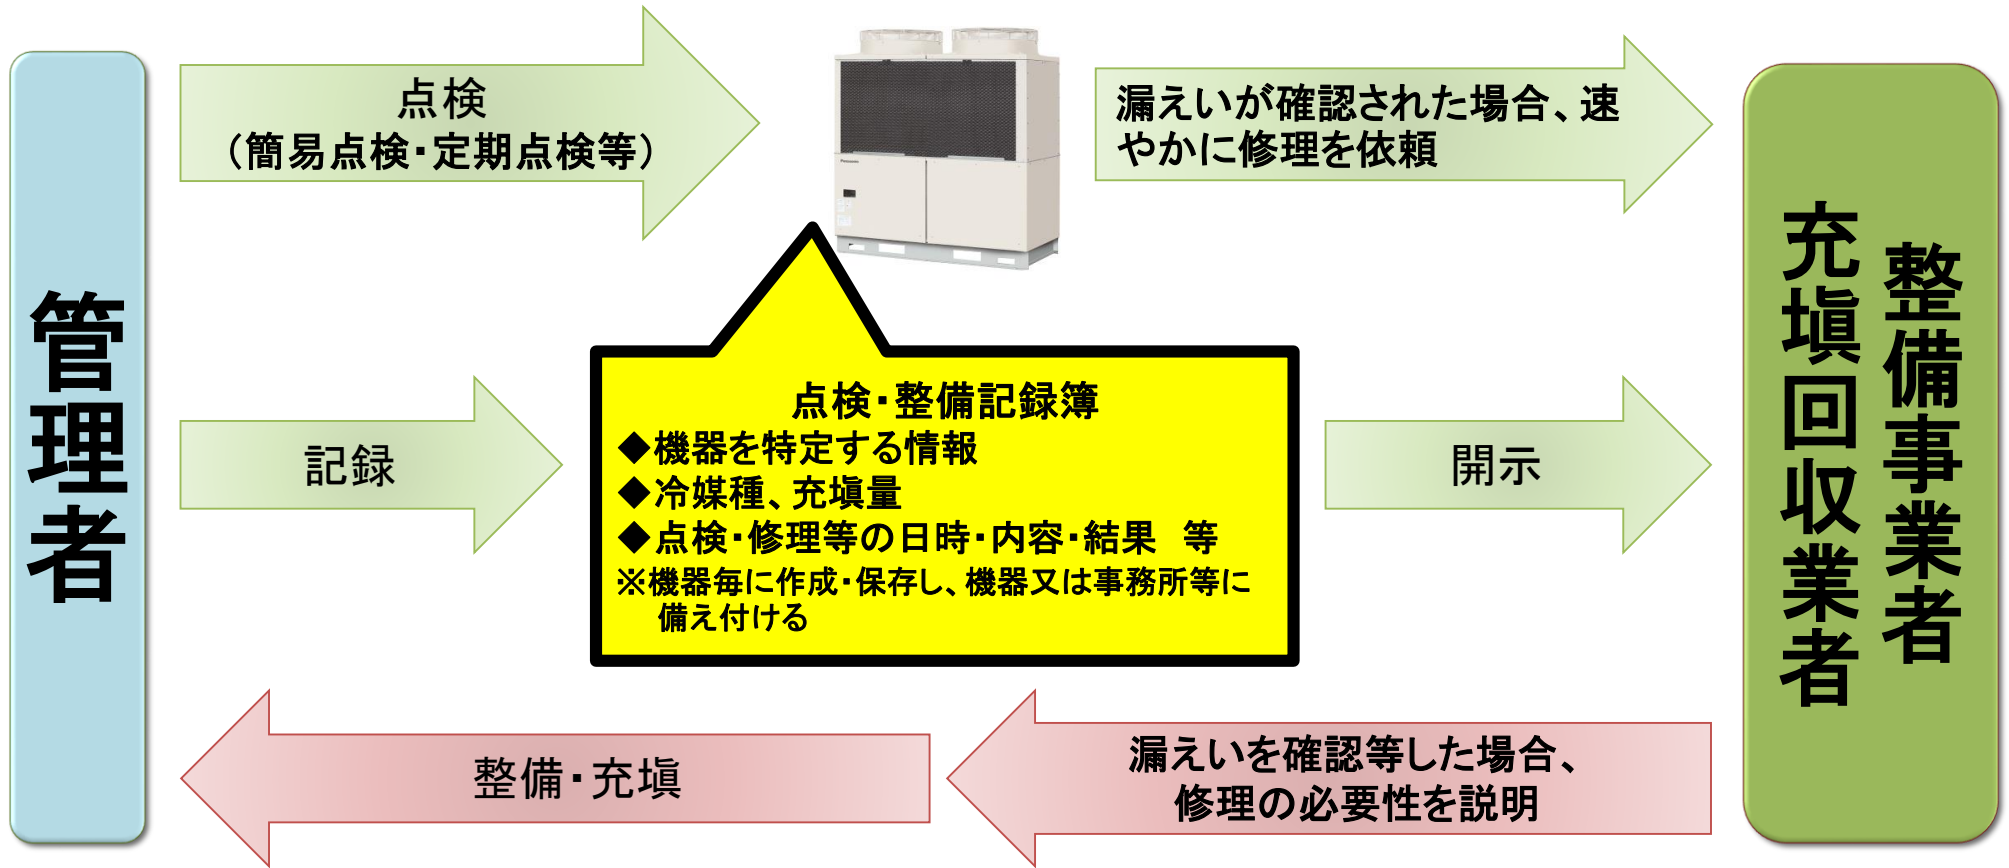 管理者
点検
（簡易点検・定期点検等）
漏えいが確認された場合、速
やかに修理を依頼
Panasonic
記録
点検・整備記録簿
◆機器を特定する情報
◆冷媒種、充塡量
◆点検・修理等の日時・内容・結果　等
※機器毎に作成・保存し、機器又は事務所等に
備え付ける
開示
整備・充塡
漏えいを確認等した場合、
修理の必要性を説明
整備事業者
充塡回収業者